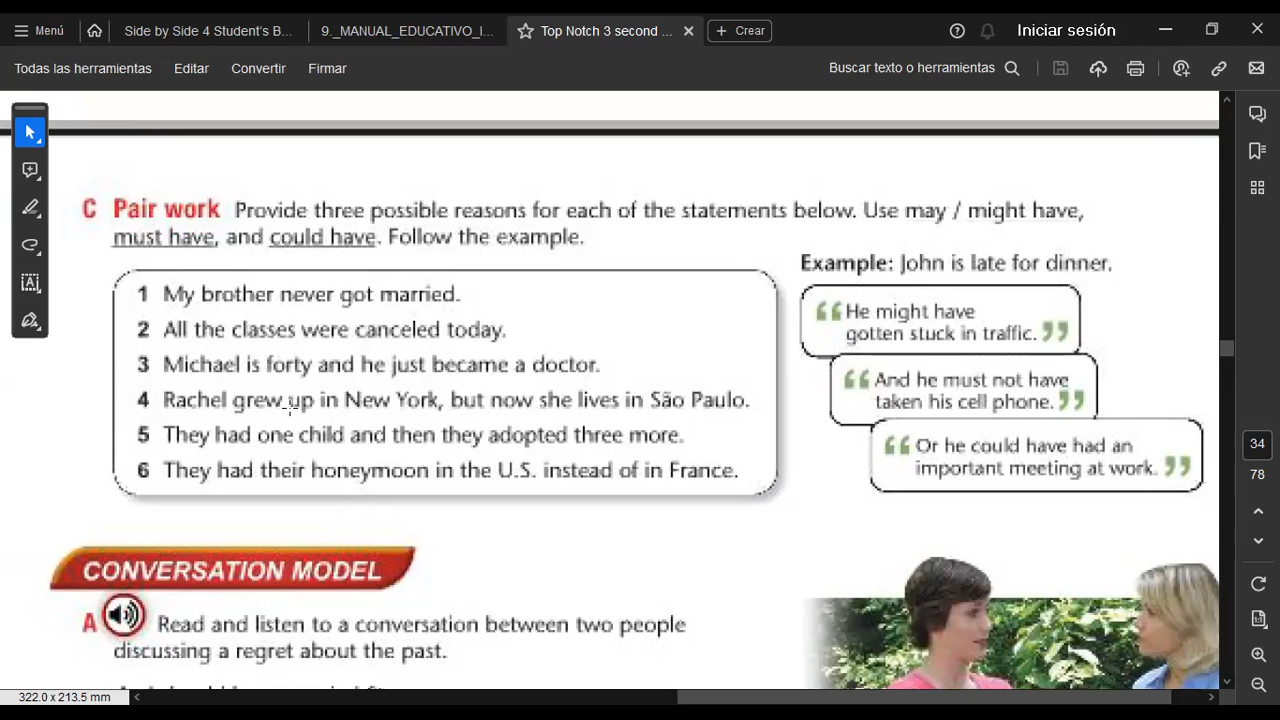 Menú
Side by Side 4 Student's B...
9._MANUAL_EDUCATIVO_I...
Top Notch 3 second ...
Crear
Iniciar sesión
Todas las herramientas
Editar
Convertir
Firmar
Buscar texto o herramientas
C Pair work Provide three possible reasons for each of the statements below. Use may / might have,
must have, and could have. Follow the example.
1 My brother never got married.
2 All the classes were canceled today.
3 Michael is forty and he just became a doctor.
4 Rachel grew up in New York, but now she lives in São Paulo.
5 They had one child and then they adopted three more.
6 They had their honeymoon in the U.S. instead of in France.
Example: John is late for dinner.
“He might have
gotten stuck in traffic.”
“And he must not have
taken his cell phone.”
“Or he could have had an
important meeting at work.”
34
78
CONVERSATION MODEL
A Read and listen to a conversation between two people
discussing a regret about the past.
322.0 x 213.5 mm